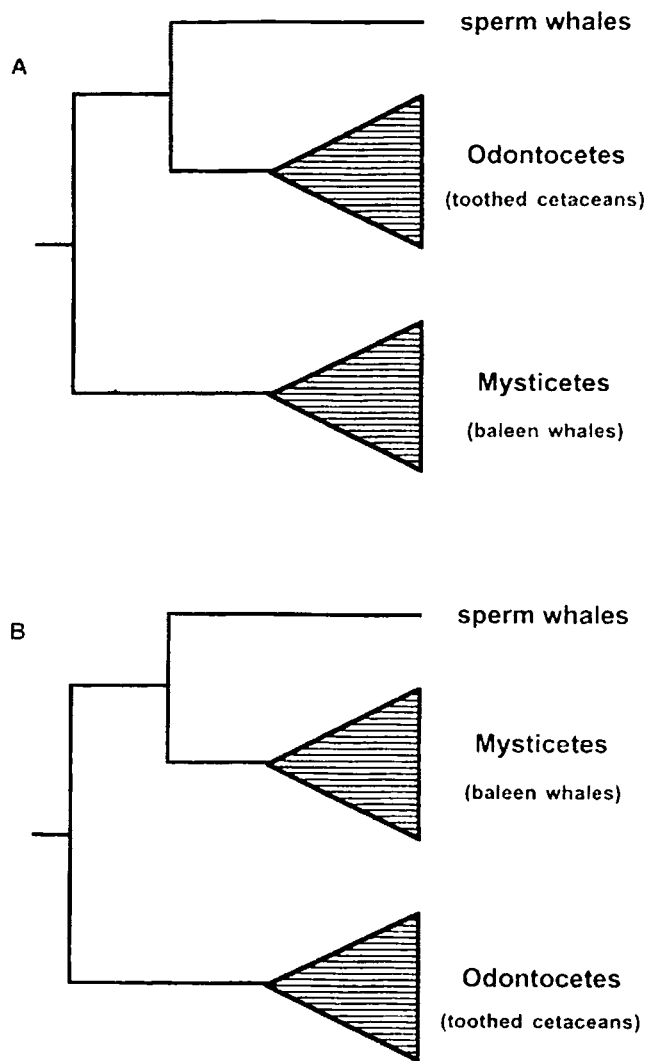 A
sperm whales
Odontocetes
(toothed cetaceans)
Mysticetes
(baleen whales)
B
sperm whales
Mysticetes
(baleen whales)
Odontocetes
(toothed cetaceans)